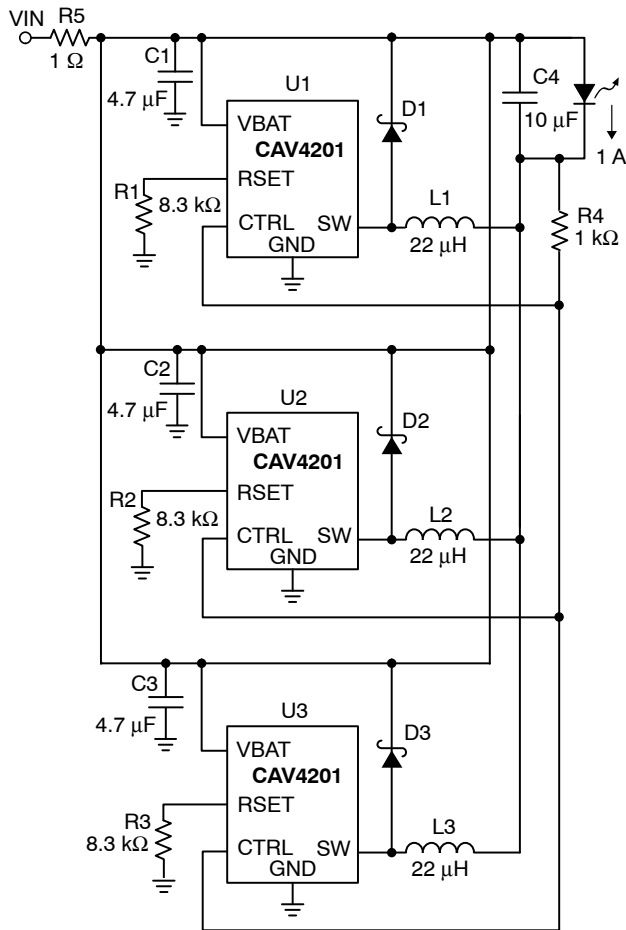 VIN
R5
1 Ω
C1
4.7 μF
U1
VBAT
CAV4201
RSET
CTRL
SW
GND
R1
8.3 kΩ
D1
L1
22 μH
C4
10 μF
1 A
R4
1 kΩ
C2
4.7 μF
U2
VBAT
CAV4201
RSET
CTRL
SW
GND
R2
8.3 kΩ
D2
L2
22 μH
C3
4.7 μF
U3
VBAT
CAV4201
RSET
CTRL
SW
GND
R3
8.3 kΩ
D3
L3
22 μH